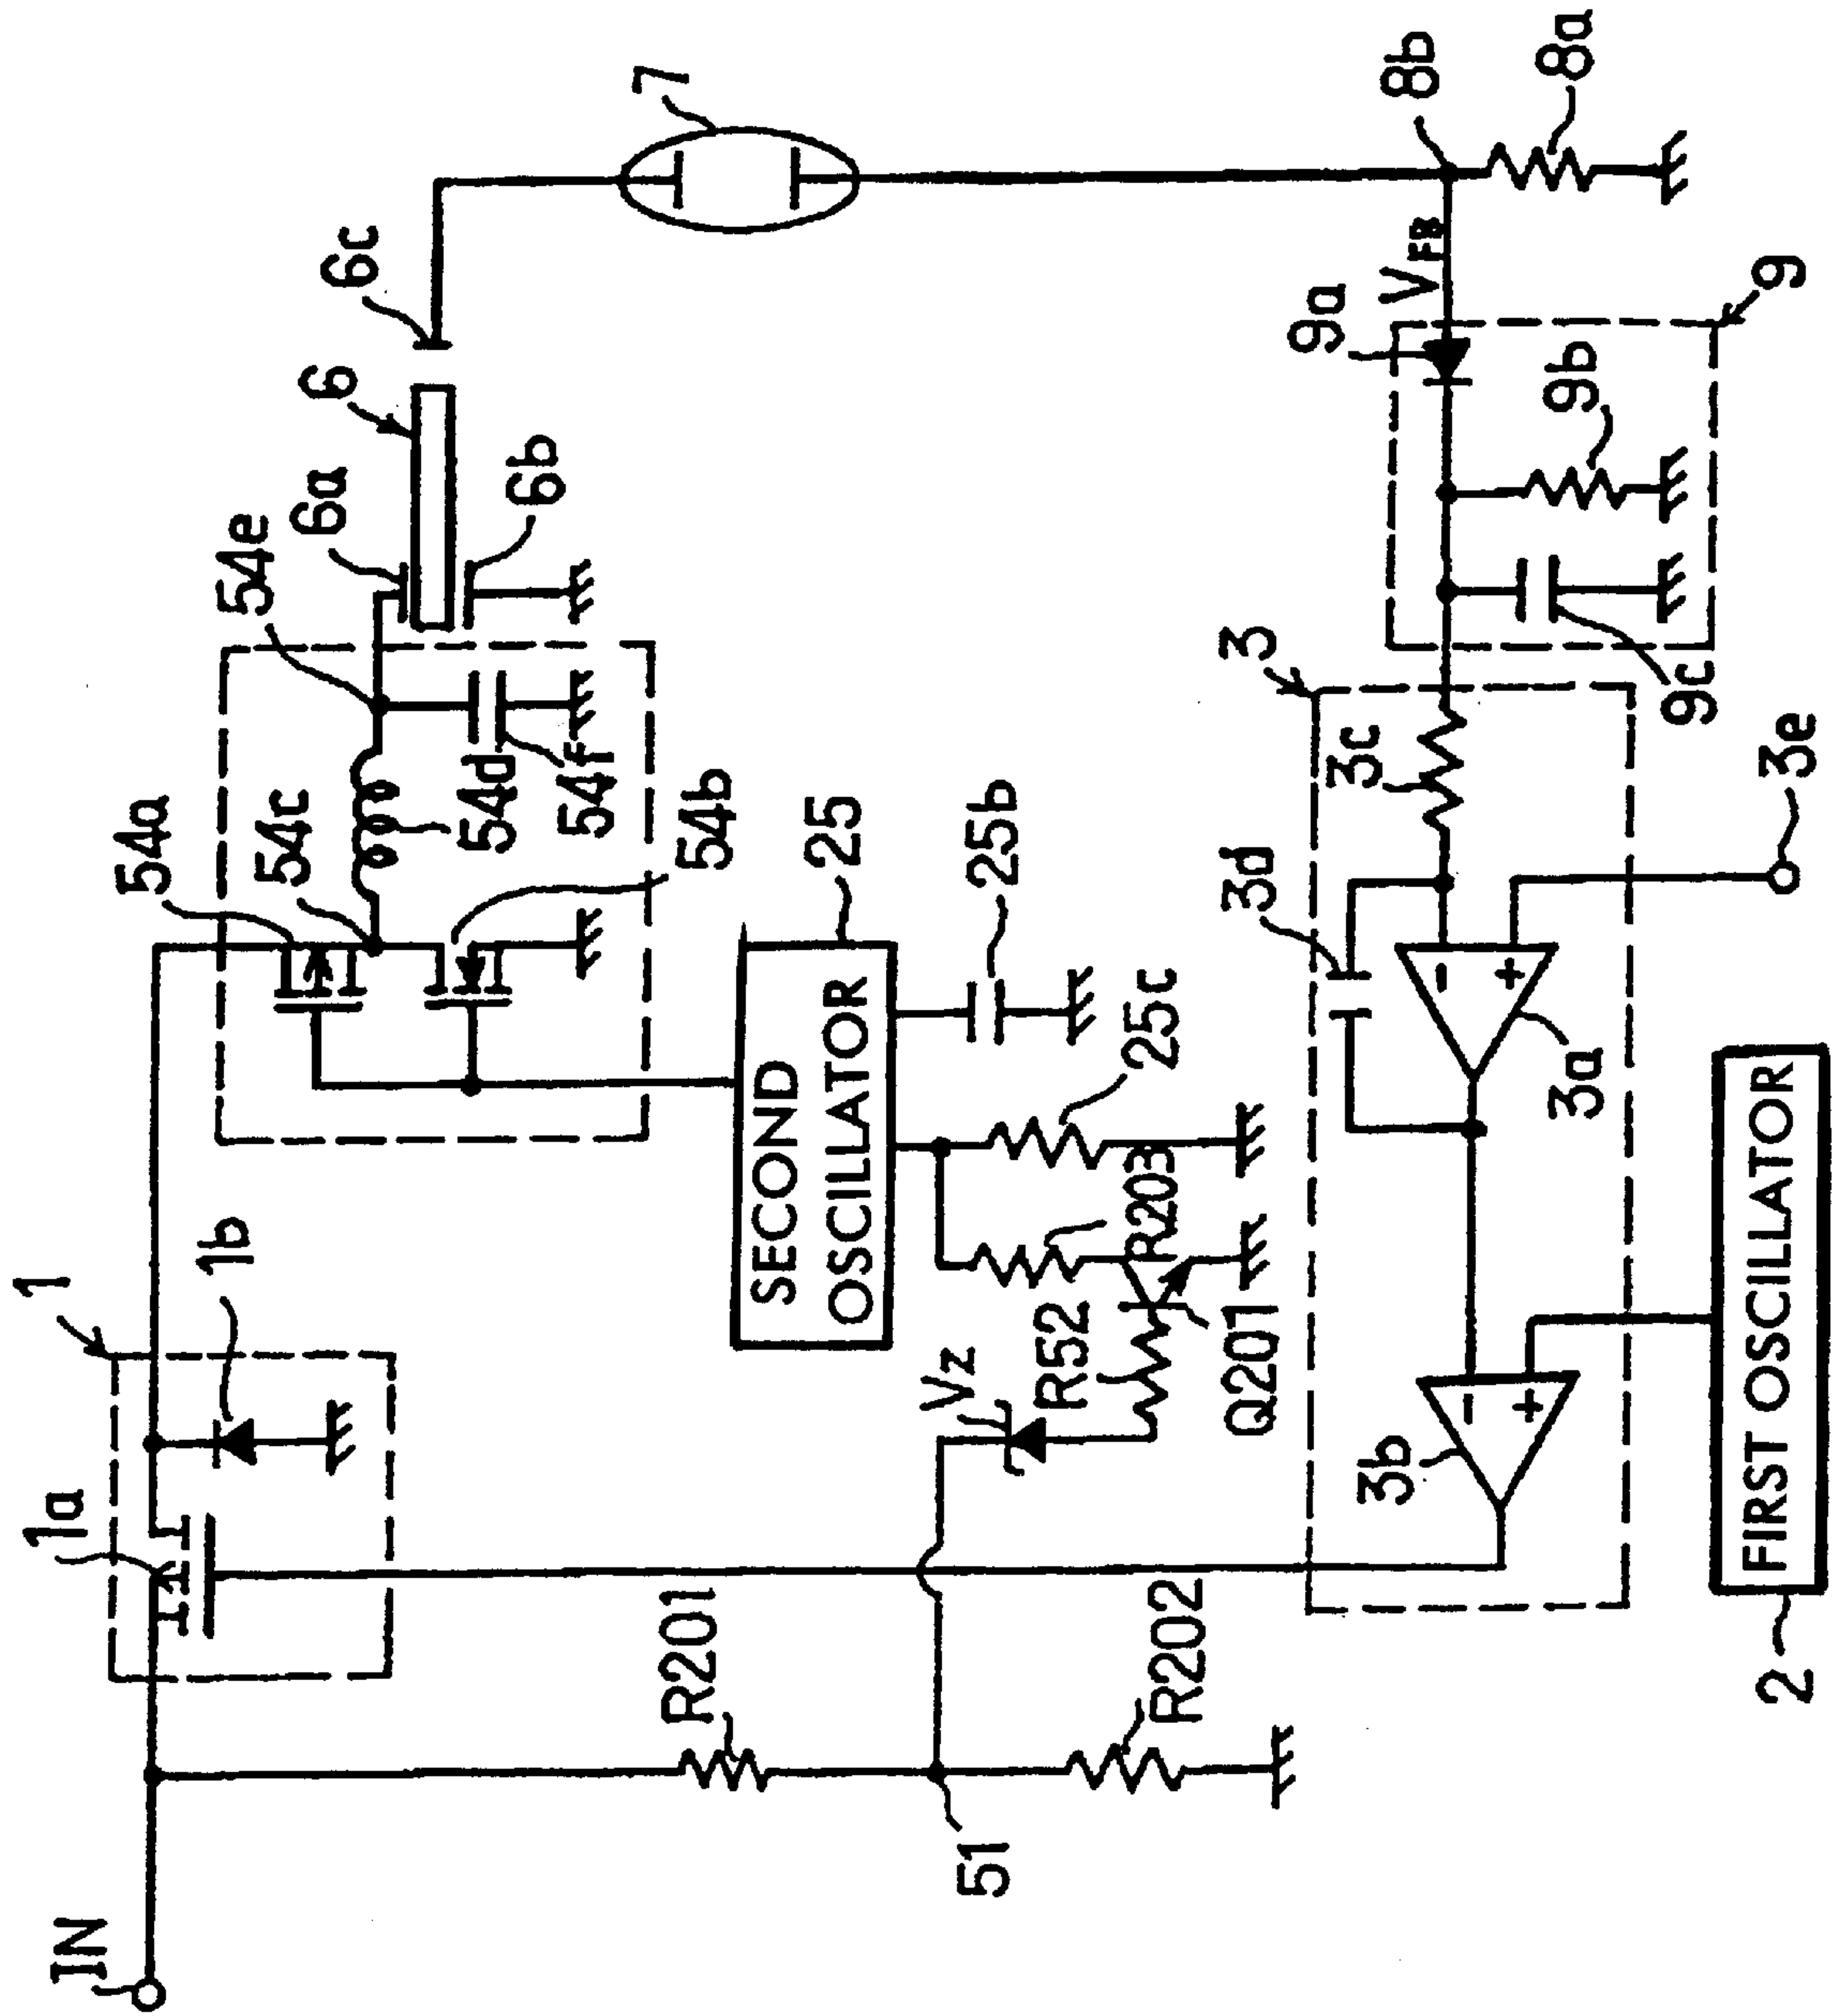 IN
1
1a
1b
54a
54c
54e
54d
54f
54b
6
6a
6b
6c
7
R201
51
R202
Vz
R52
Q201
R203
SECOND
OSCILLATOR
25
25b
25c
3
3a
3b
3c
3d
3e
FIRST OSCILLATOR
2
9
9a
9b
9c
VFB
8b
8a